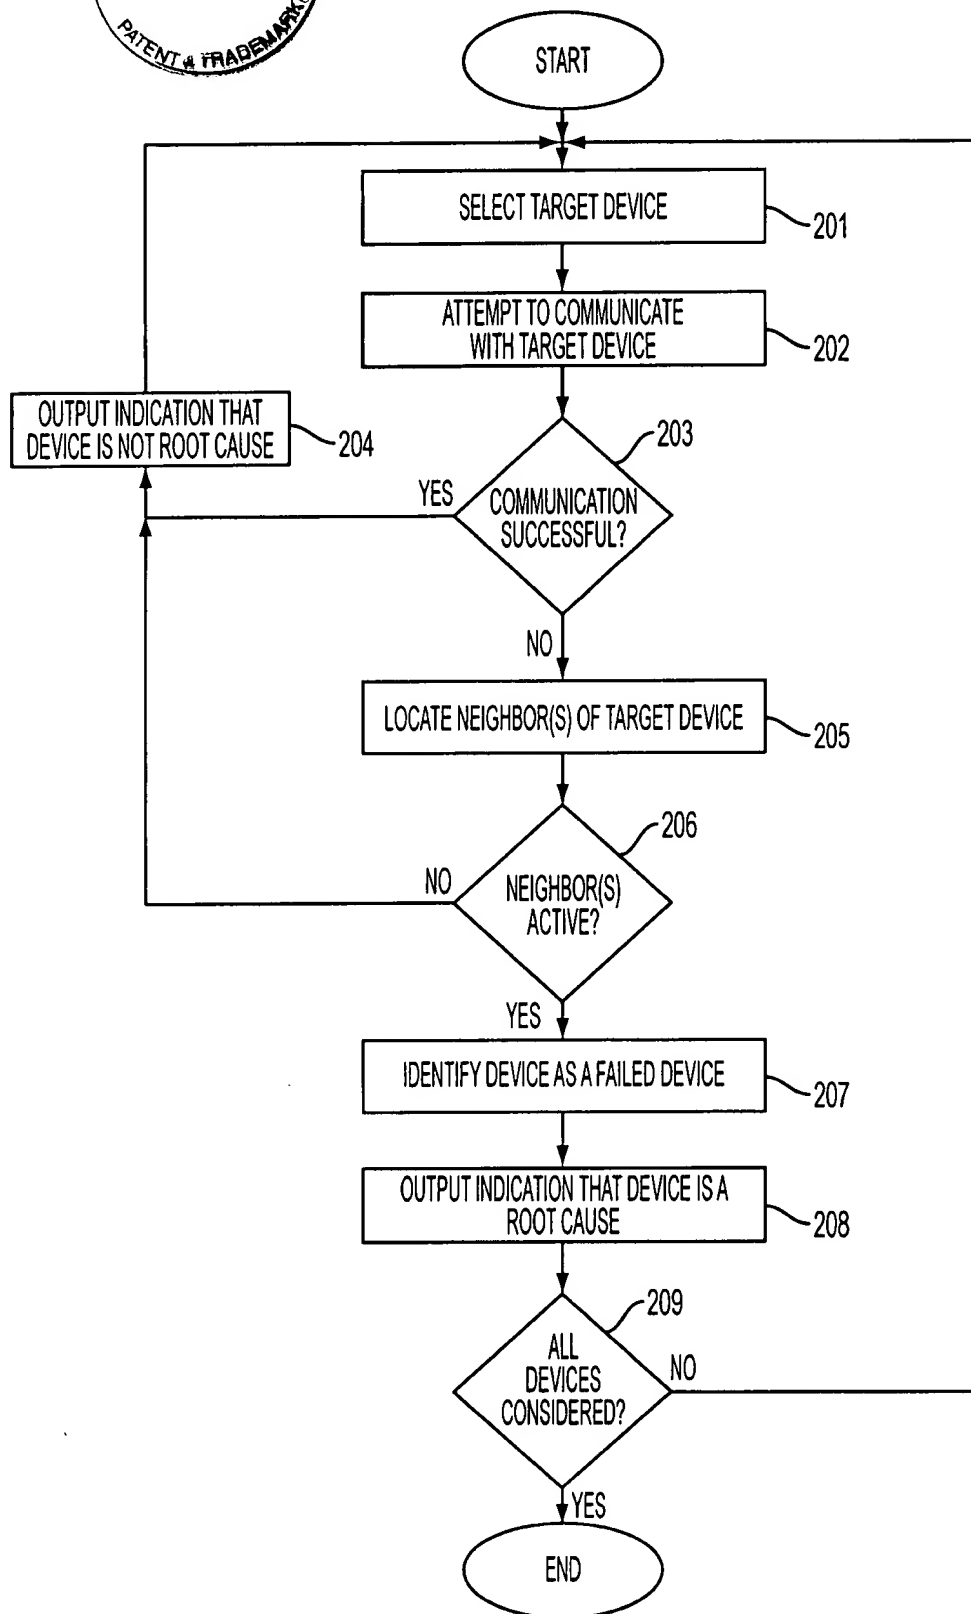 PATENT & TRADEMARK
START
SELECT TARGET DEVICE
201
ATTEMPT TO COMMUNICATE
WITH TARGET DEVICE
202
OUTPUT INDICATION THAT
DEVICE IS NOT ROOT CAUSE
204
203
YES
COMMUNICATION
SUCCESSFUL?
NO
LOCATE NEIGHBOR(S) OF TARGET DEVICE
205
206
NO
NEIGHBOR(S)
ACTIVE?
YES
IDENTIFY DEVICE AS A FAILED DEVICE
207
OUTPUT INDICATION THAT DEVICE IS A
ROOT CAUSE
208
209
ALL
DEVICES
CONSIDERED?
NO
YES
END